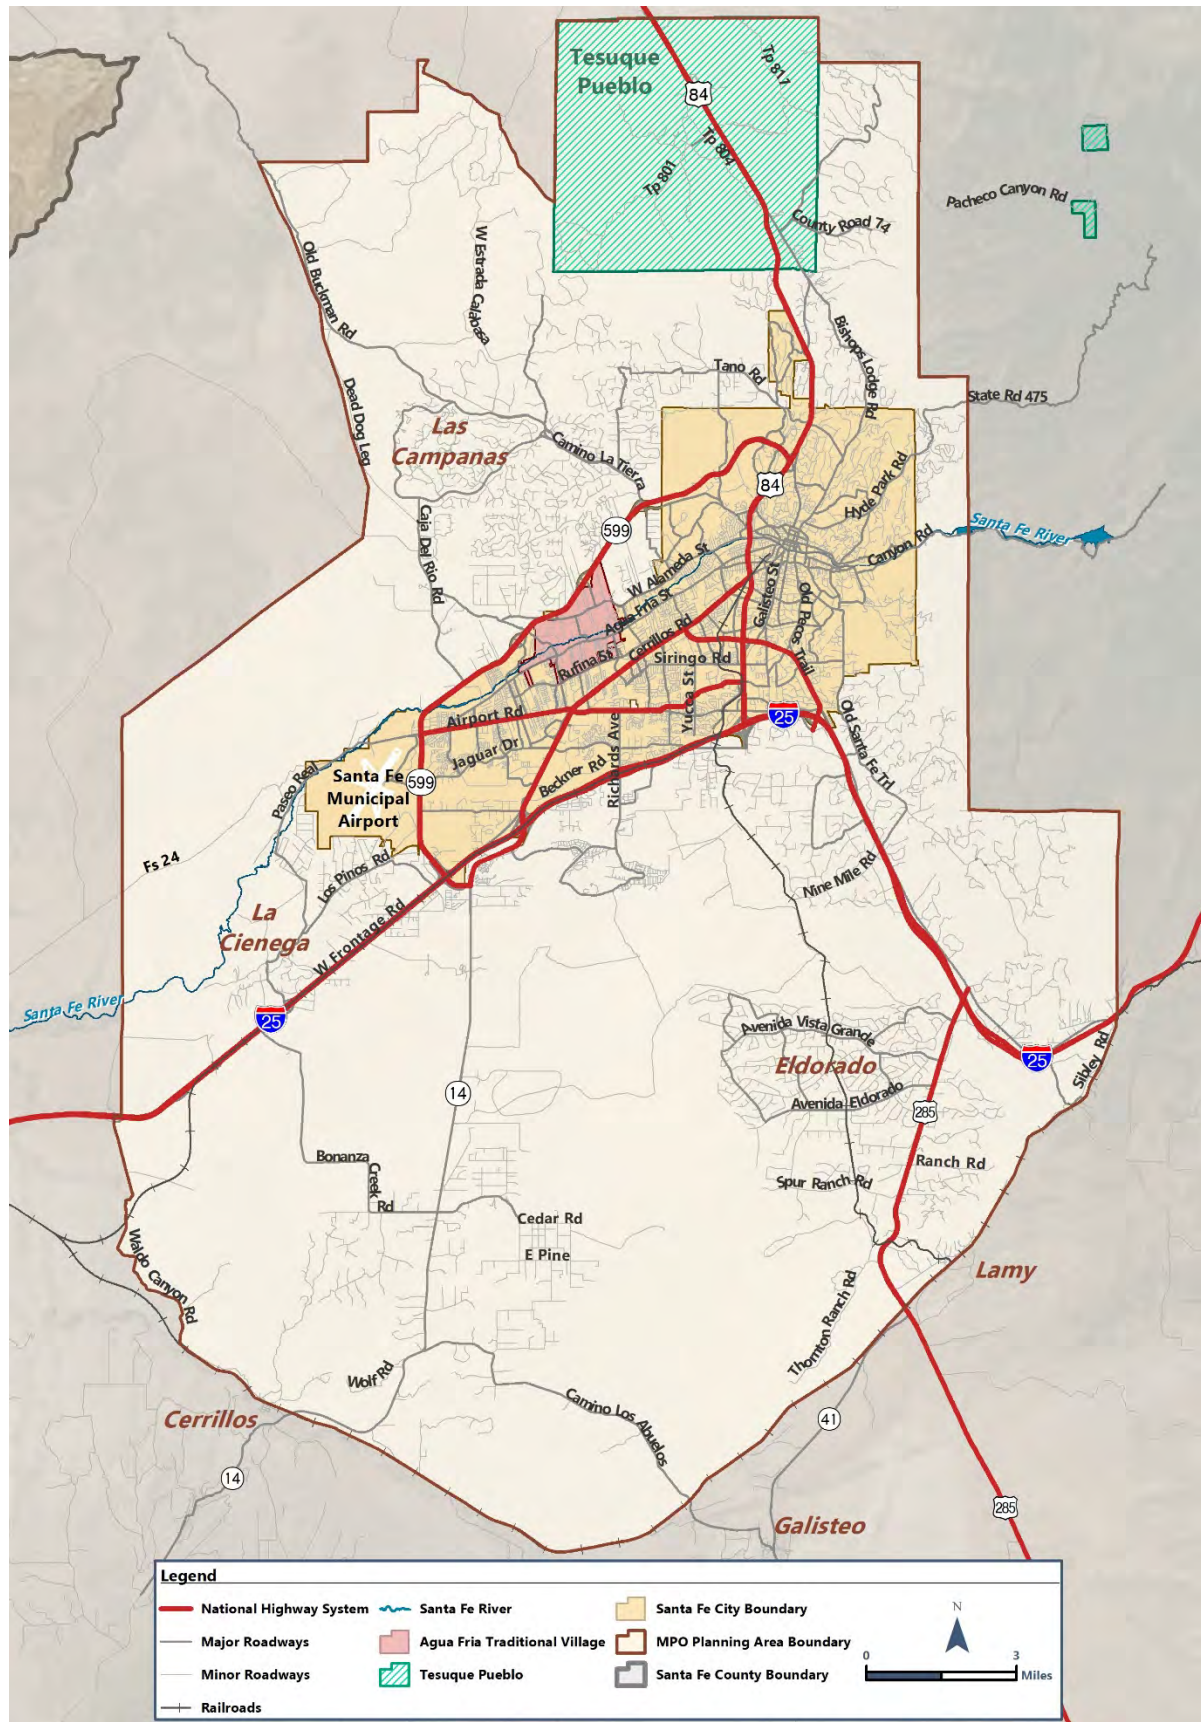 Tesuque
Pueblo
Tp 817
84
Tp 804
Tp 801
Pacheco Canyon Rd
County Road 74
W Estrada Calabasa
Old Buckman Rd
Bishops Lodge Rd
Tano Rd
Dead Dog Leg
State Rd 475
Las
Campanas
Camino La Tierra
84
Hyde Park Rd
Caja Del Rio Rd
599
Santa Fe River
Canyon Rd
W Alameda St
Galisteo St
Old Pecos Trail
Agua Fria St
Cerrillos Rd
Rufina St
Siringo Rd
Yucca St
Airport Rd
25
Old Santa Fe Trl
Richards Ave
Jaguar Dr
Beckner Rd
599
Paseo Real
Santa Fe
Municipal
Airport
Fs 24
Los Pinos Rd
Nine Mile Rd
La
Cienega
W Frontage Rd
Santa Fe River
25
Avenida Vista Grande
Eldorado
25
Sibley Rd
14
Avenida Eldorado
285
Bonanza
Creek
Rd
Ranch Rd
Spur Ranch Rd
Cedar Rd
E Pine
Waldo Canyon Rd
Lamy
Thornton Ranch Rd
Wolf Rd
Camino Los Abuelos
Cerrillos
41
14
285
Galisteo
Legend
National Highway System
Santa Fe River
Santa Fe City Boundary
N
Major Roadways
Agua Fria Traditional Village
MPO Planning Area Boundary
0
3
Minor Roadways
Tesuque Pueblo
Santa Fe County Boundary
Miles
Railroads